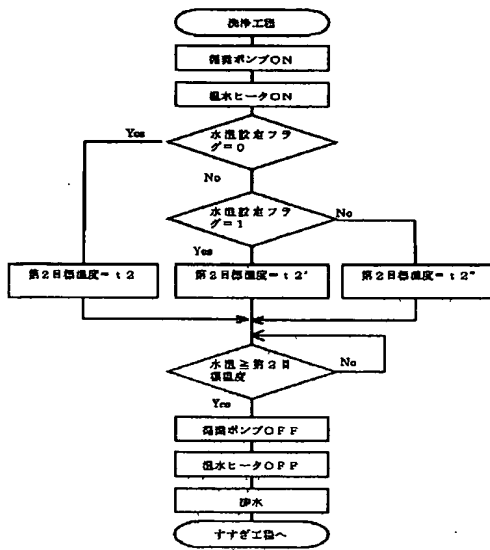 洗浄工程
循環ポンプON
温水ヒータON
水温設定フラ
グ=0
Yes
No
水温設定フラ
グ=1
No
Yes
第2目標温度=t2
第2目標温度=t2'
第2目標温度=t2"
水温≧第2目
標温度
No
Yes
循環ポンプOFF
温水ヒータOFF
排水
すすぎ工程へ